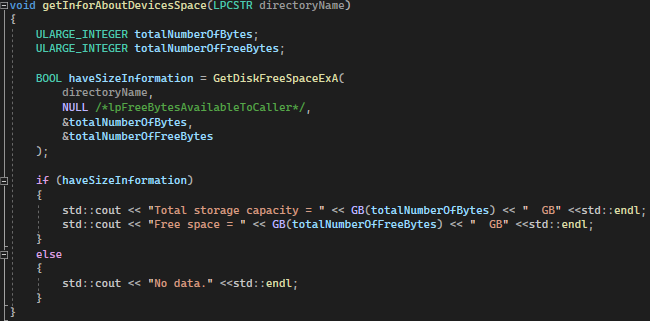 void getInforAboutDevicesSpace(LPCSTR directoryName)
{
ULARGE_INTEGER totalNumberOfBytes;
ULARGE_INTEGER totalNumberOfFreeBytes;
BOOL haveSizeInformation = GetDiskFreeSpaceExA(
directoryName,
NULL /*lpFreeBytesAvailableToCaller*/,
&totalNumberOfBytes,
&totalNumberOfFreeBytes
);
if (haveSizeInformation)
{
std::cout << "Total storage capacity = " << GB(totalNumberOfBytes) << "  GB" <<std::endl;
std::cout << "Free space = " << GB(totalNumberOfFreeBytes) << "  GB" <<std::endl;
}
else
{
std::cout << "No data." <<std::endl;
}
}